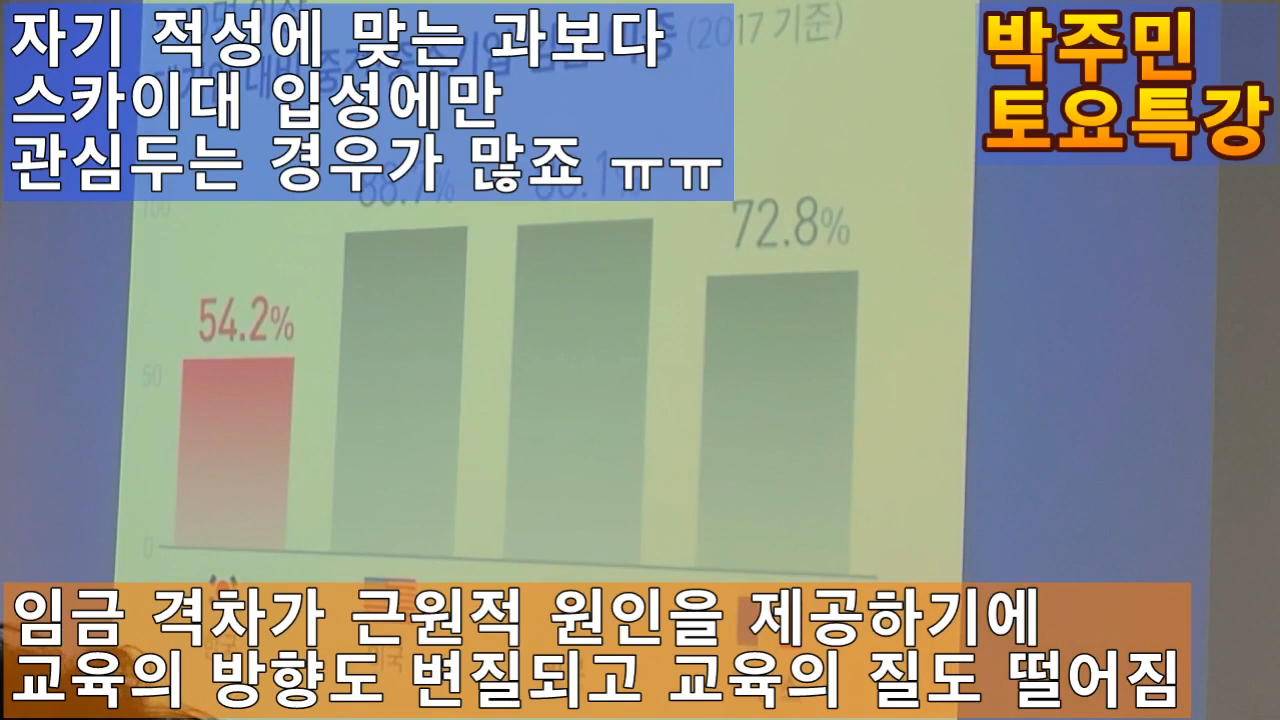 자기 적성에 맞는 과보다
스카이대 입성에만
관심두는 경우가 많죠 ㅠㅠ
박주민
토요특강
(2017 기준)
100
72.8%
54.2%
50
0
임금 격차가 근원적 원인을 제공하기에
교육의 방향도 변질되고 교육의 질도 떨어짐